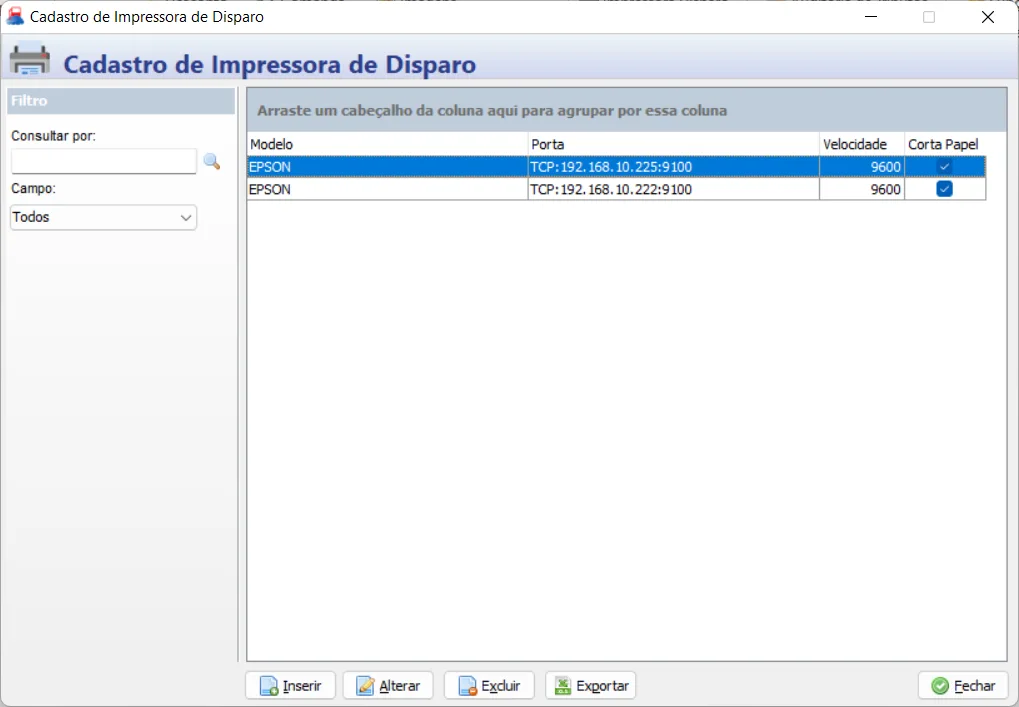 Cadastro de Impressora de Disparo
Cadastro de Impressora de Disparo
Filtro
Consultar por:
Campo:
Todos
Arraste um cabeçalho da coluna aqui para agrupar por essa coluna
Modelo Porta Velocidade Corta Papel
EPSON TCP:192.168.10.225:9100 9600
EPSON TCP:192.168.10.222:9100 9600
Inserir Alterar Excluir Exportar Fechar